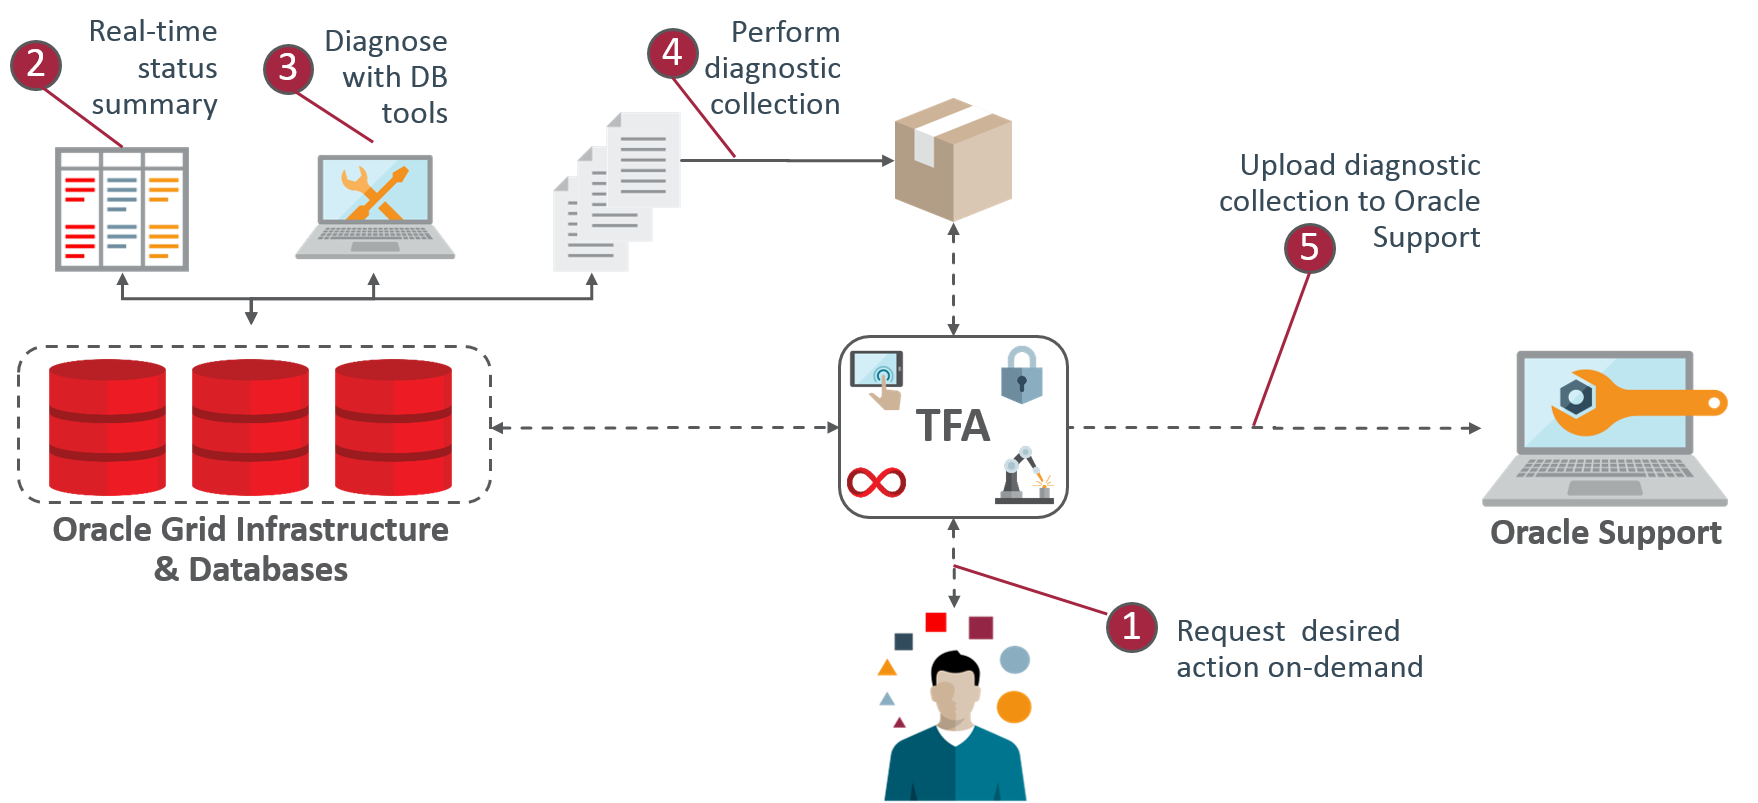 2
Real-time
status
summary
3
Diagnose
with DB
tools
4
Perform
diagnostic
collection
Upload diagnostic
collection to Oracle
Support
5
TFA
Oracle Grid Infrastructure
& Databases
Oracle Support
1
Request desired
action on-demand